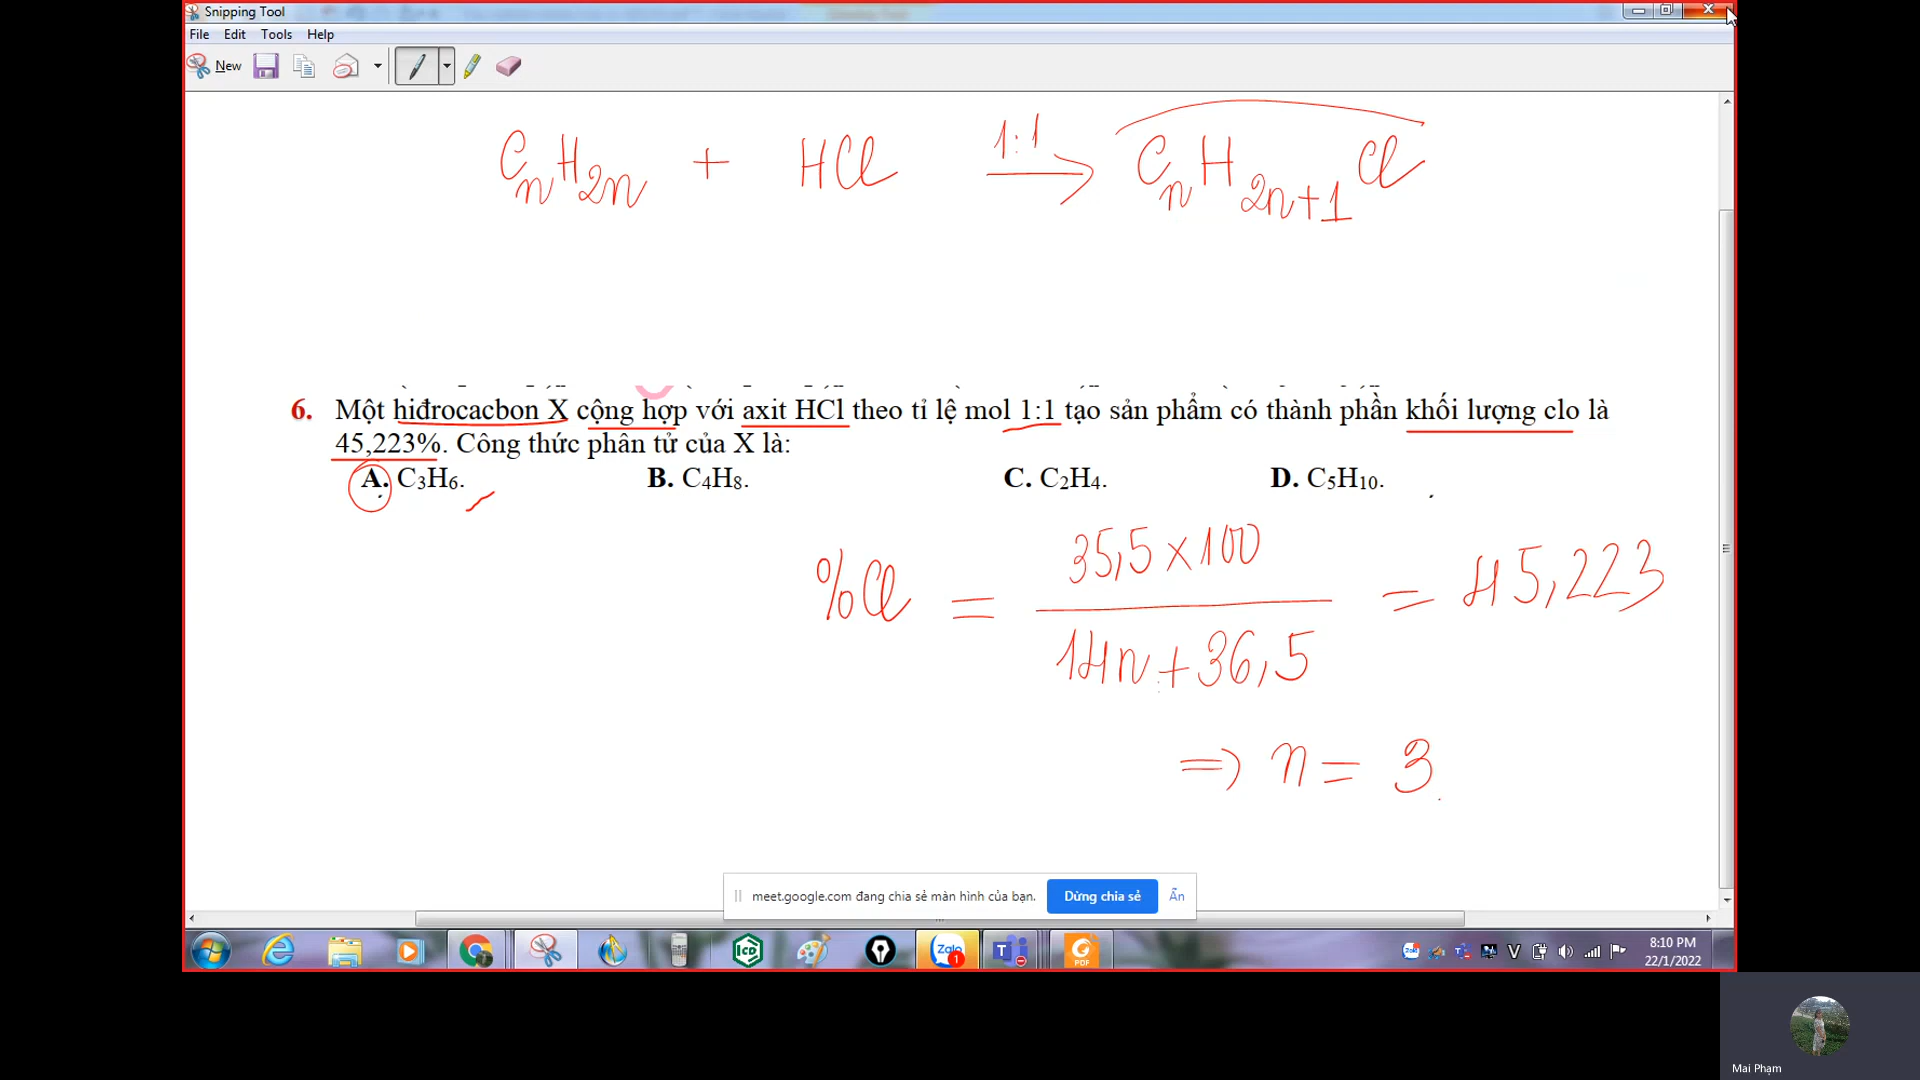 Snipping Tool
File Edit Tools Help
New
CnH2n + HCl 1:1 → CnH2n+1Cl
6. Một hiđrocacbon X cộng hợp với axit HCl theo tỉ lệ mol 1:1 tạo sản phẩm có thành phần khối lượng clo là
45,223%. Công thức phân tử của X là:
A. C3H6. B. C4H8. C. C2H4. D. C5H10.
%Cl = 35,5 × 100 / 14n + 36,5 = 45,223
⇒ n = 3
meet.google.com đang chia sẻ màn hình của bạn. Dừng chia sẻ Ẩn
8:10 PM
22/1/2022
Mai Phạm